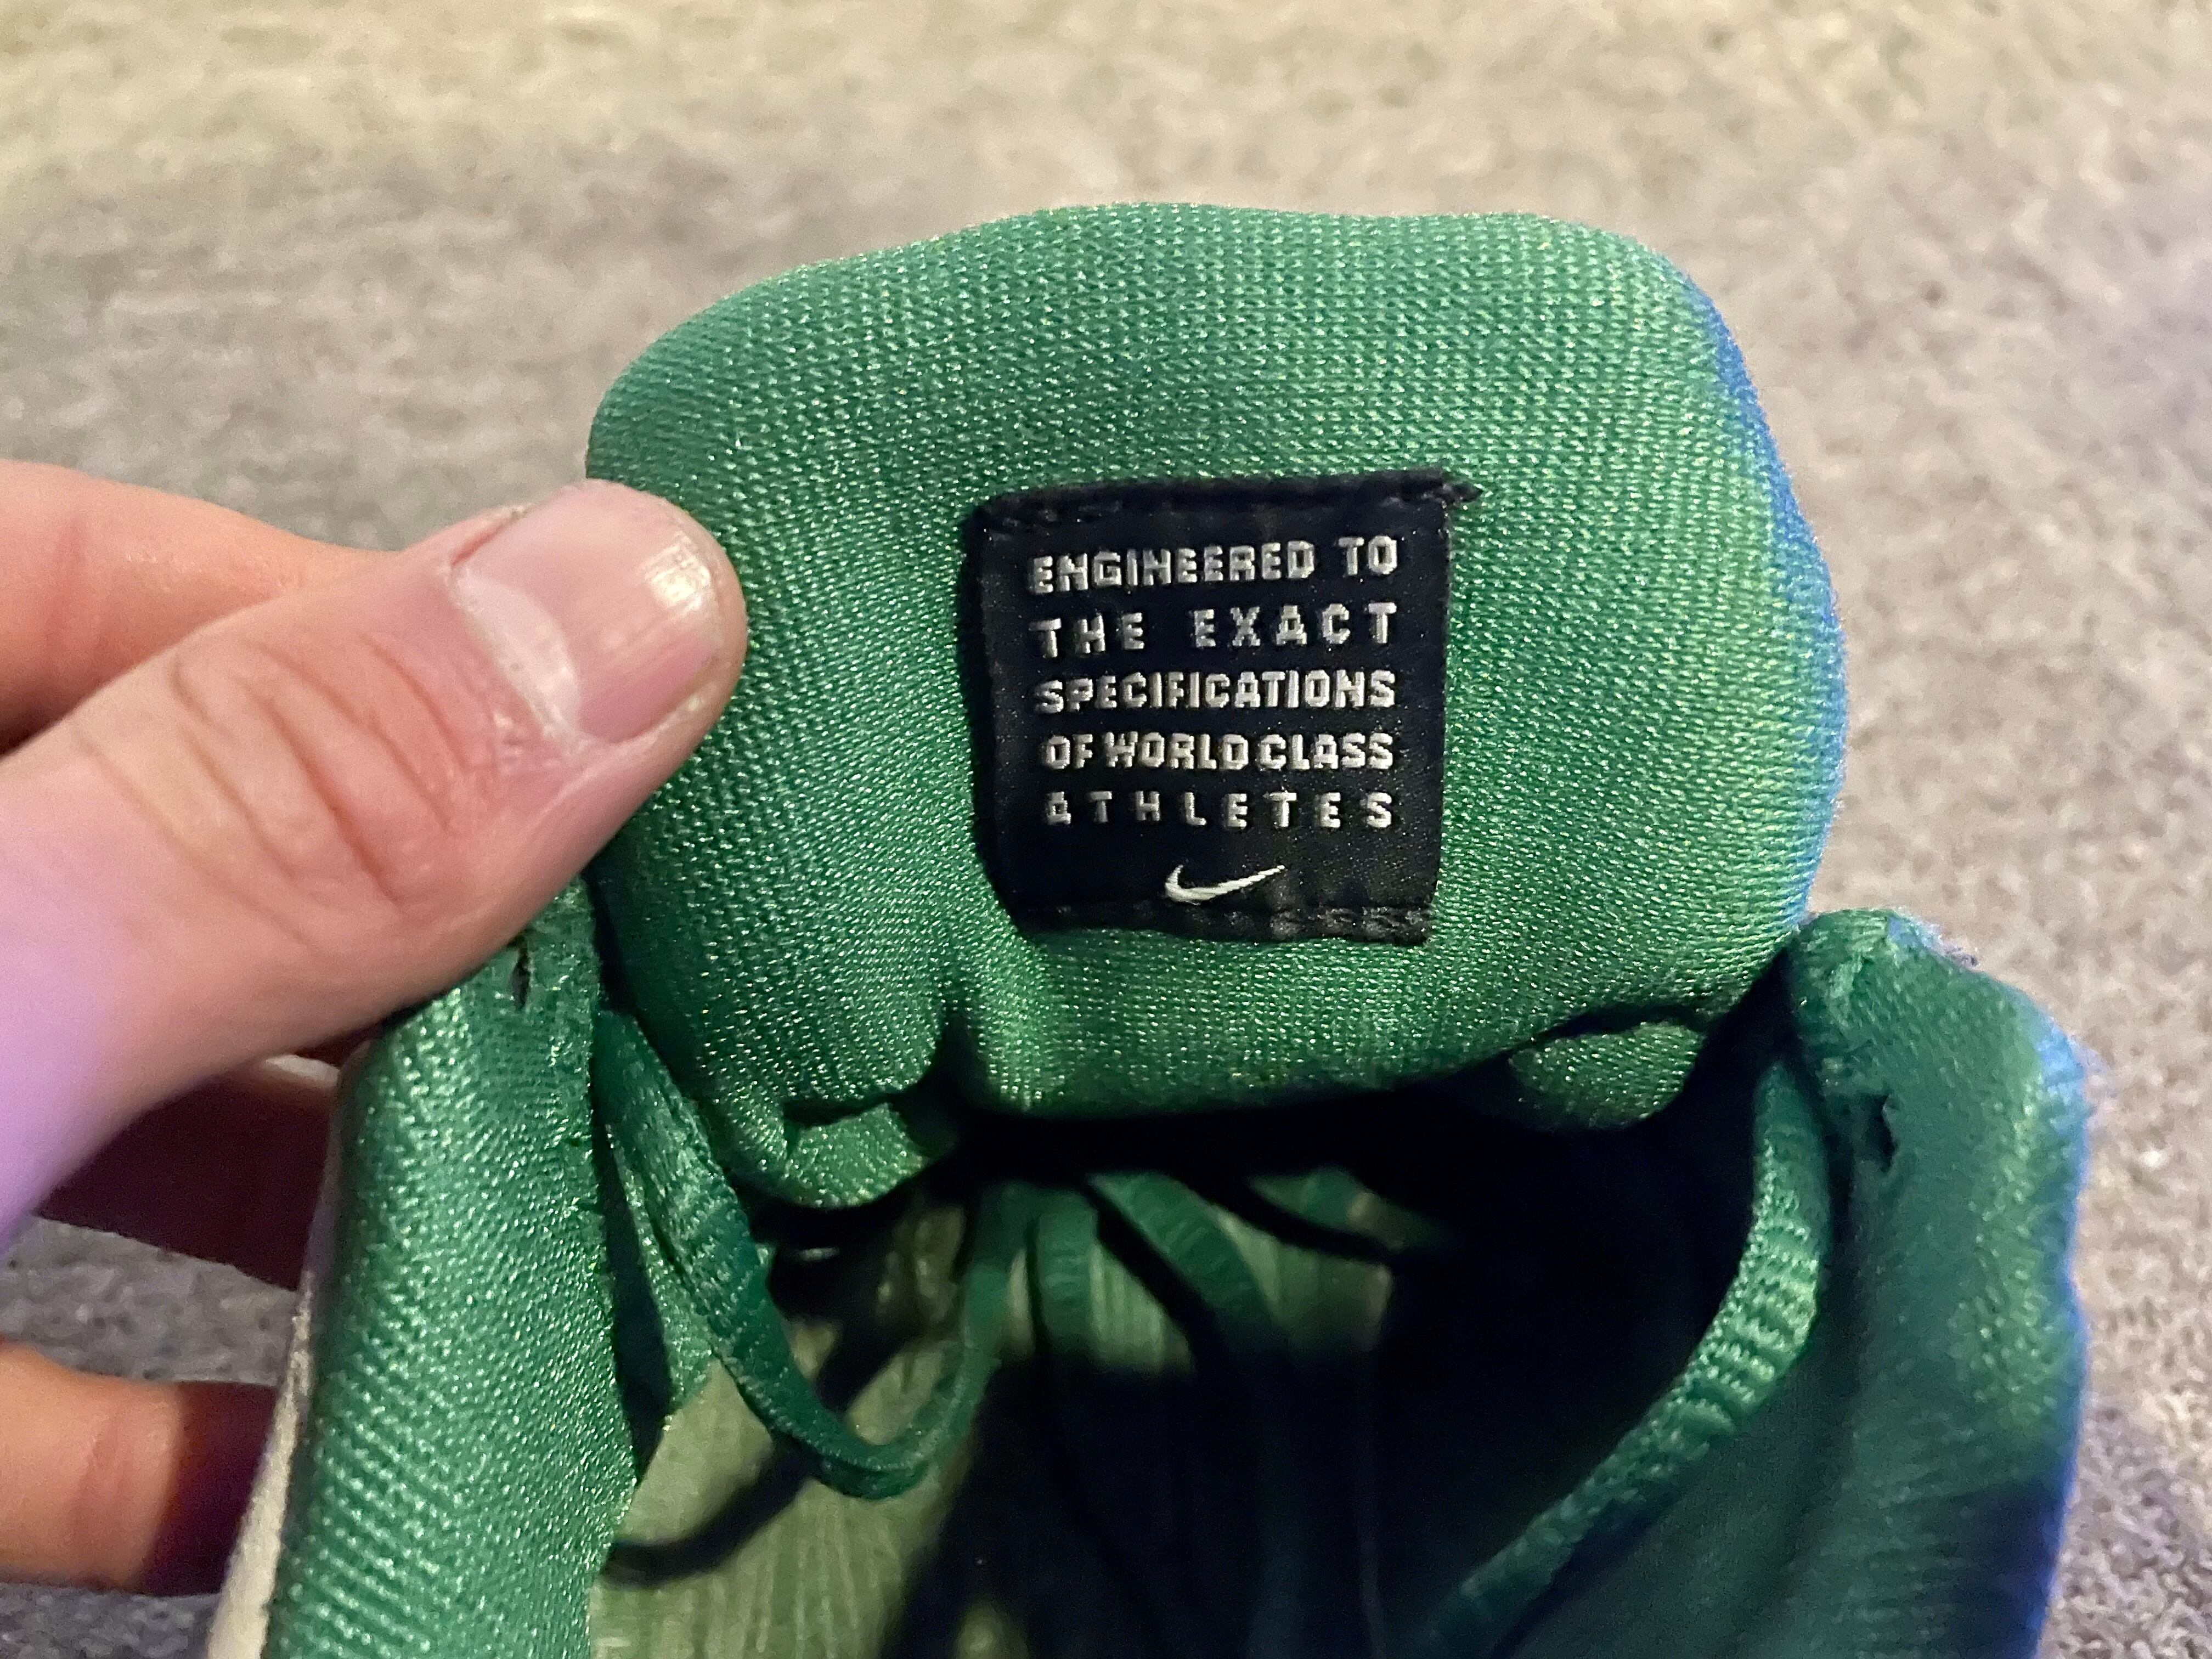 ENGINEERED TO
THE EXACT
SPECIFICATIONS
OF WORLD CLASS
ATHLETES